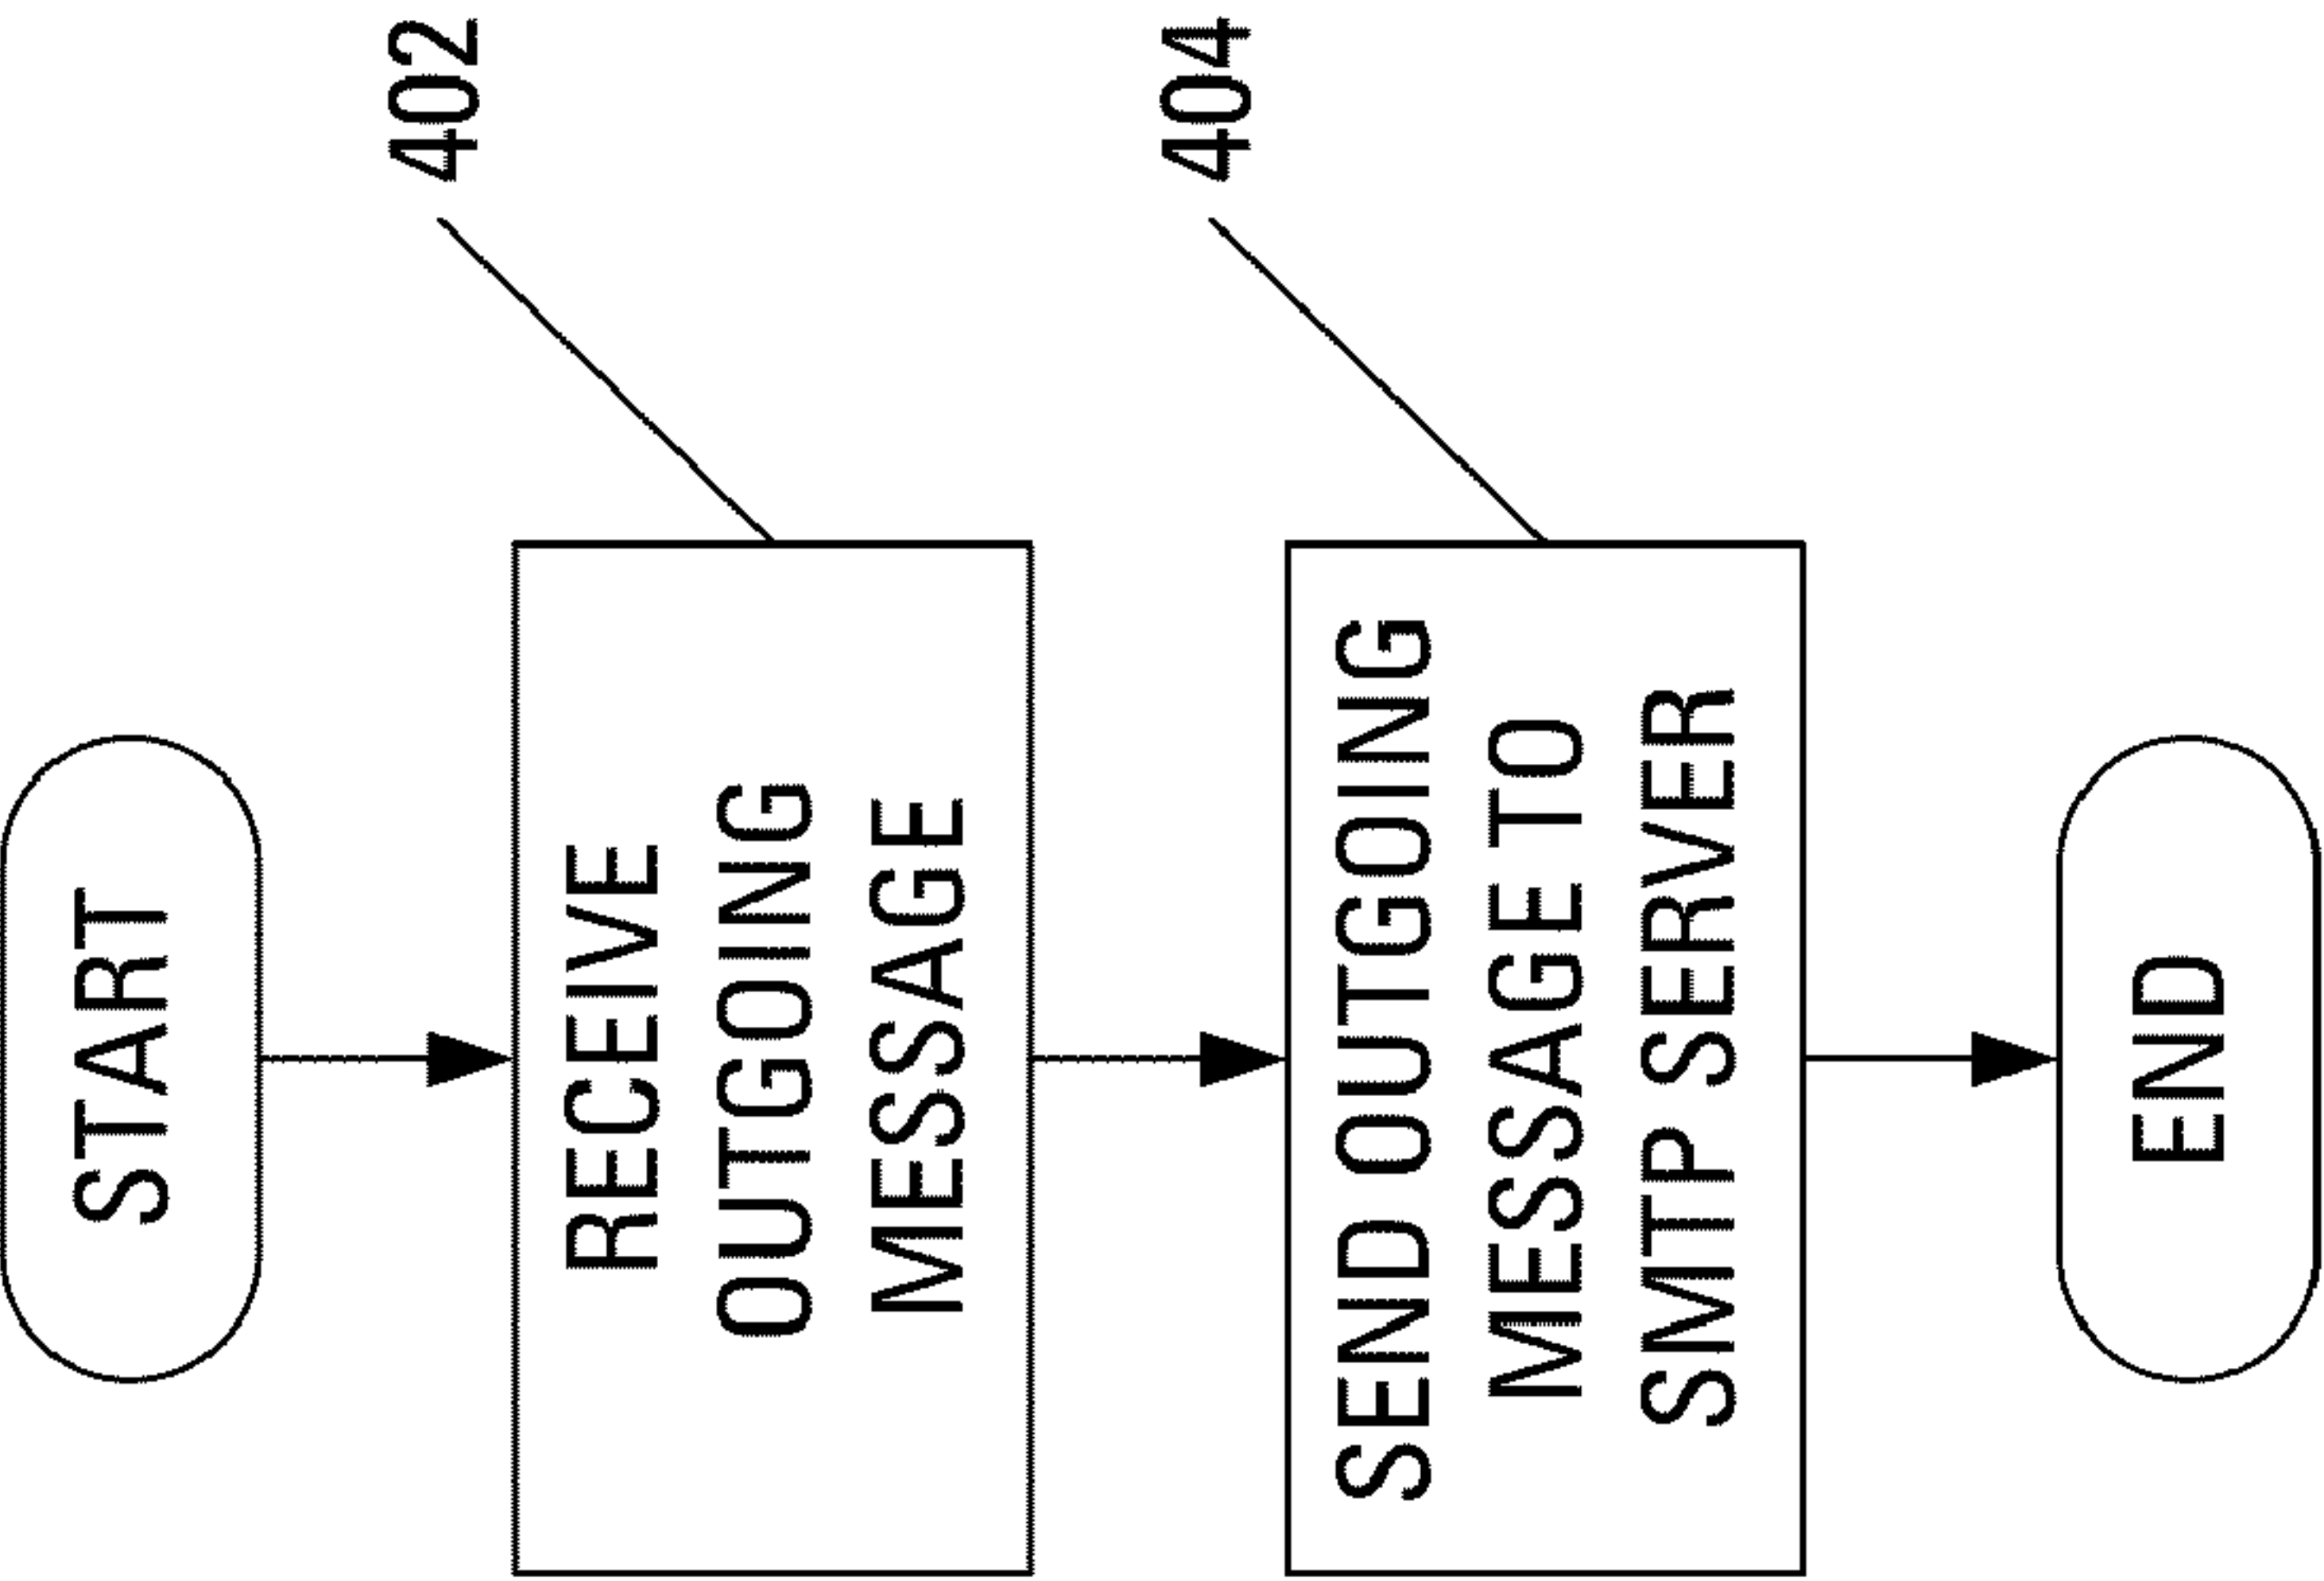 START
402
RECEIVE
OUTGOING
MESSAGE
404
SEND OUTGOING
MESSAGE TO
SMTP SERVER
END